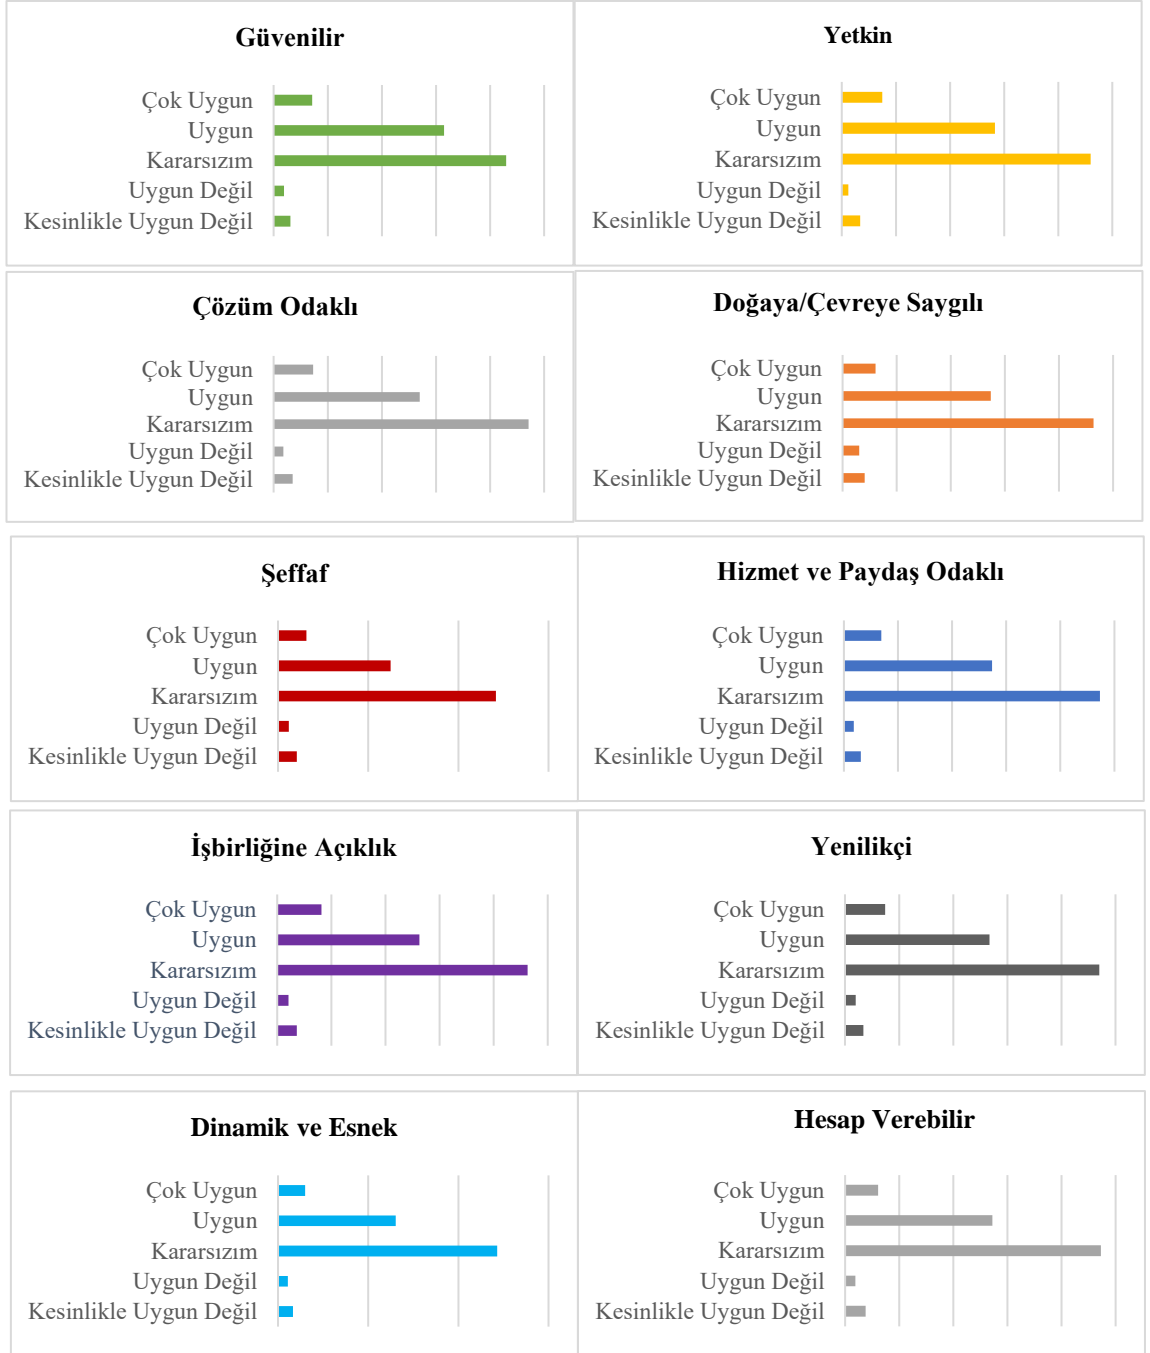 Güvenilir
Çok Uygun
Uygun
Kararsızım
Uygun Değil
Kesinlikle Uygun Değil
Yetkin
Çok Uygun
Uygun
Kararsızım
Uygun Değil
Kesinlikle Uygun Değil
Çözüm Odaklı
Çok Uygun
Uygun
Kararsızım
Uygun Değil
Kesinlikle Uygun Değil
Doğaya/Çevreye Saygılı
Çok Uygun
Uygun
Kararsızım
Uygun Değil
Kesinlikle Uygun Değil
Şeffaf
Çok Uygun
Uygun
Kararsızım
Uygun Değil
Kesinlikle Uygun Değil
Hizmet ve Paydaş Odaklı
Çok Uygun
Uygun
Kararsızım
Uygun Değil
Kesinlikle Uygun Değil
İşbirliğine Açıklık
Çok Uygun
Uygun
Kararsızım
Uygun Değil
Kesinlikle Uygun Değil
Yenilikçi
Çok Uygun
Uygun
Kararsızım
Uygun Değil
Kesinlikle Uygun Değil
Dinamik ve Esnek
Çok Uygun
Uygun
Kararsızım
Uygun Değil
Kesinlikle Uygun Değil
Hesap Verebilir
Çok Uygun
Uygun
Kararsızım
Uygun Değil
Kesinlikle Uygun Değil